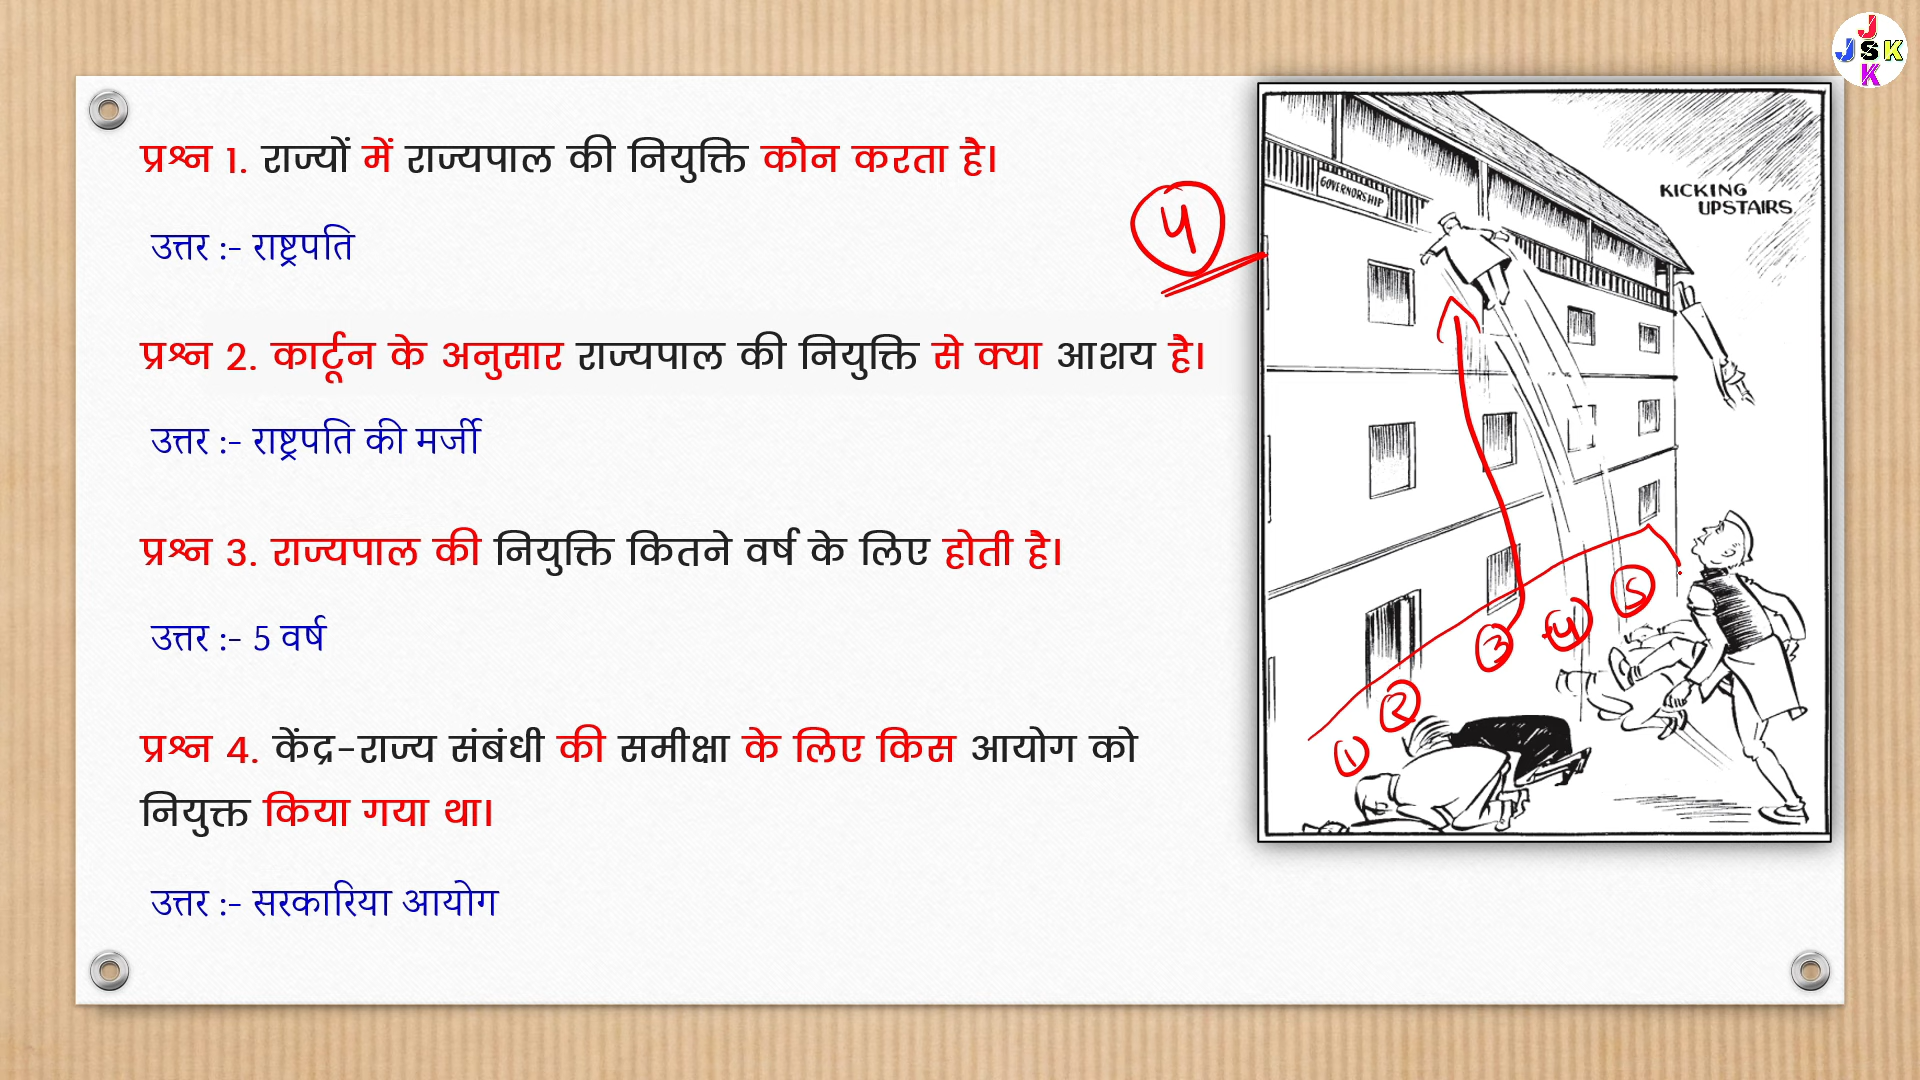 प्रश्न 1. राज्यों में राज्यपाल की नियुक्ति कौन करता है।
उत्तर :- राष्ट्रपति
प्रश्न 2. कार्टून के अनुसार राज्यपाल की नियुक्ति से क्या आशय है।
उत्तर :- राष्ट्रपति की मर्जी
प्रश्न 3. राज्यपाल की नियुक्ति कितने वर्ष के लिए होती है।
उत्तर :- 5 वर्ष
प्रश्न 4. केंद्र-राज्य संबंधी की समीक्षा के लिए किस आयोग को
नियुक्त किया गया था।
उत्तर :- सरकारिया आयोग
J
JSK
K
KICKING
UPSTAIRS
GOVERNORSHIP
4
1
2
3
4
5